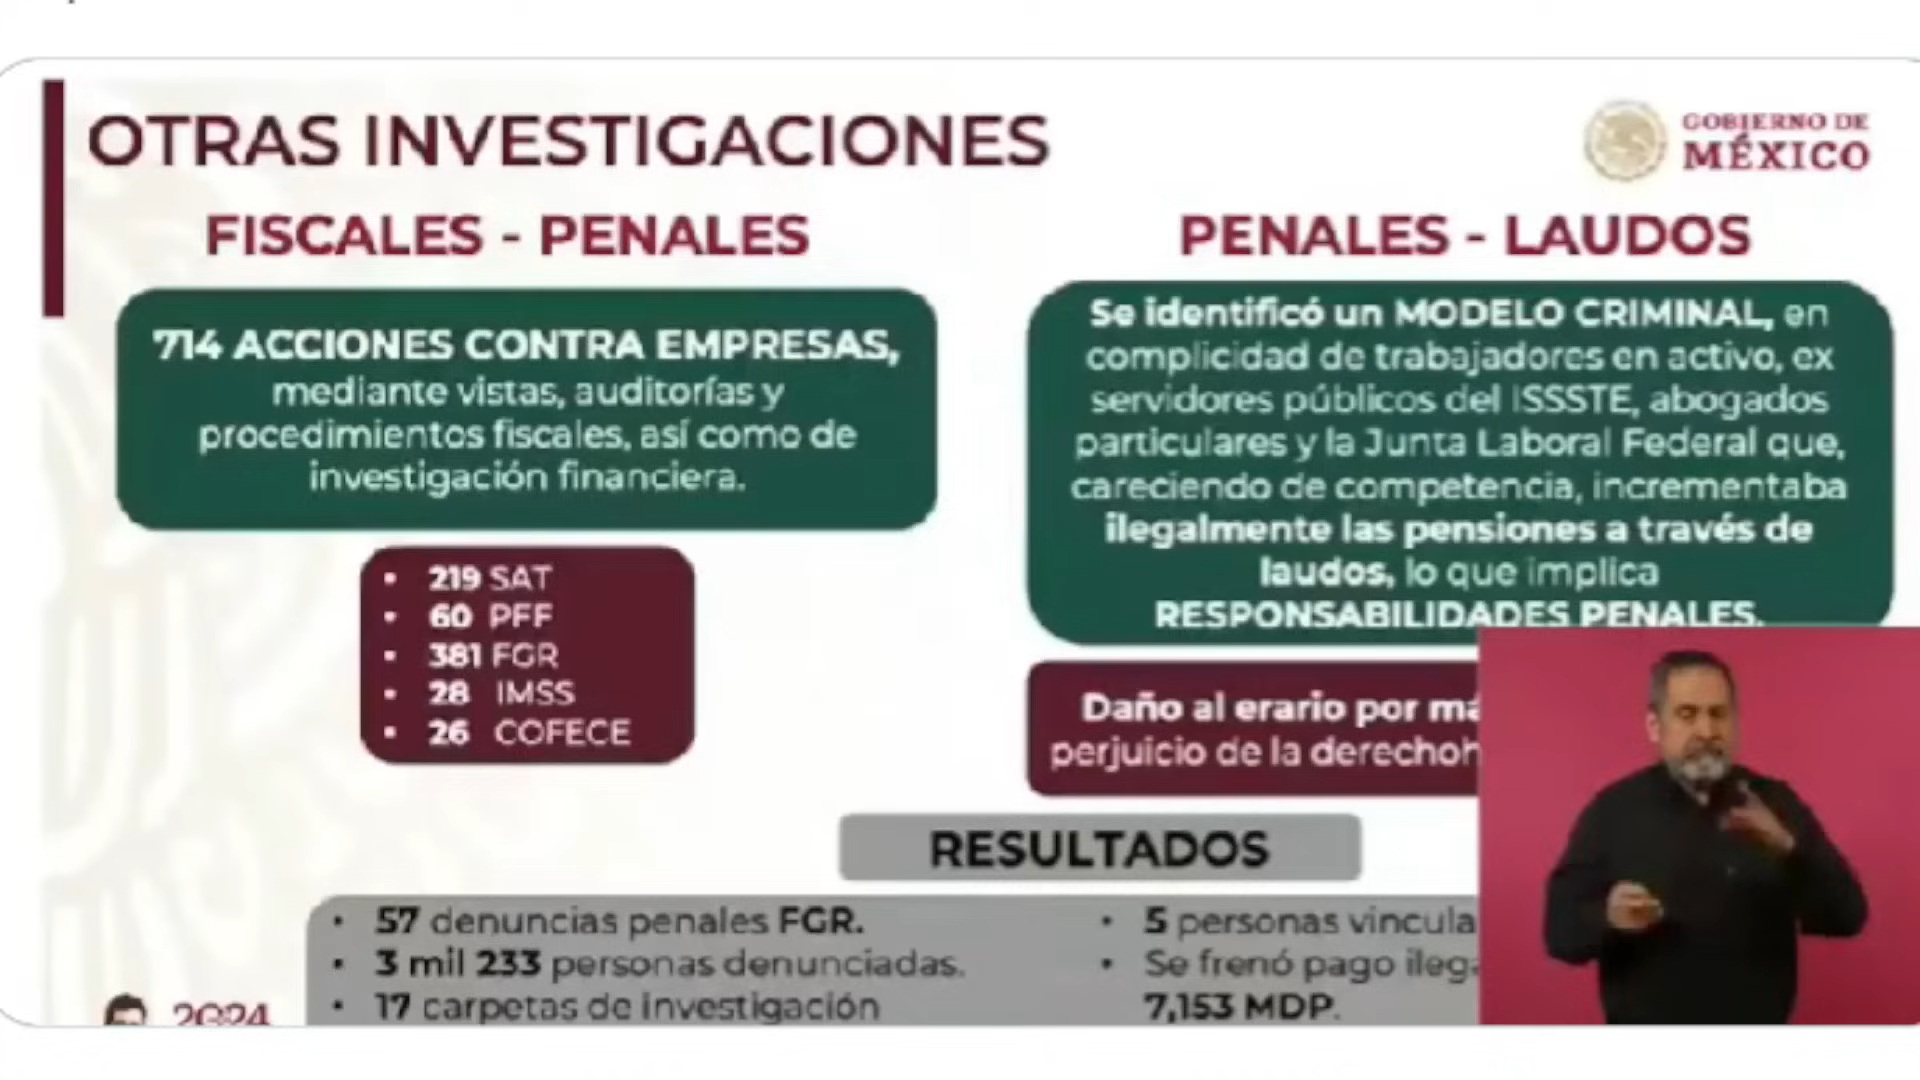 OTRAS INVESTIGACIONES
GOBIERNO DE
MÉXICO
FISCALES - PENALES
714 ACCIONES CONTRA EMPRESAS,
mediante vistas, auditorías y
procedimientos fiscales, así como de
investigación financiera.
• 219 SAT
• 60 PFF
• 381 FGR
• 28 IMSS
• 26 COFECE
PENALES - LAUDOS
Se identificó un MODELO CRIMINAL, en
complicidad de trabajadores en activo, ex
servidores públicos del ISSSTE, abogados
particulares y la Junta Laboral Federal que,
careciendo de competencia, incrementaba
ilegalmente las pensiones a través de
laudos, lo que implica
RESPONSABILIDADES PENALES.
Daño al erario por
perjuicio de la
RESULTADOS
• 57 denuncias penales FGR.
• 3 mil 233 personas denunciadas.
• 17 carpetas de investigación
• 5 personas
• Se frenó pago
7,153 MDP.
2024